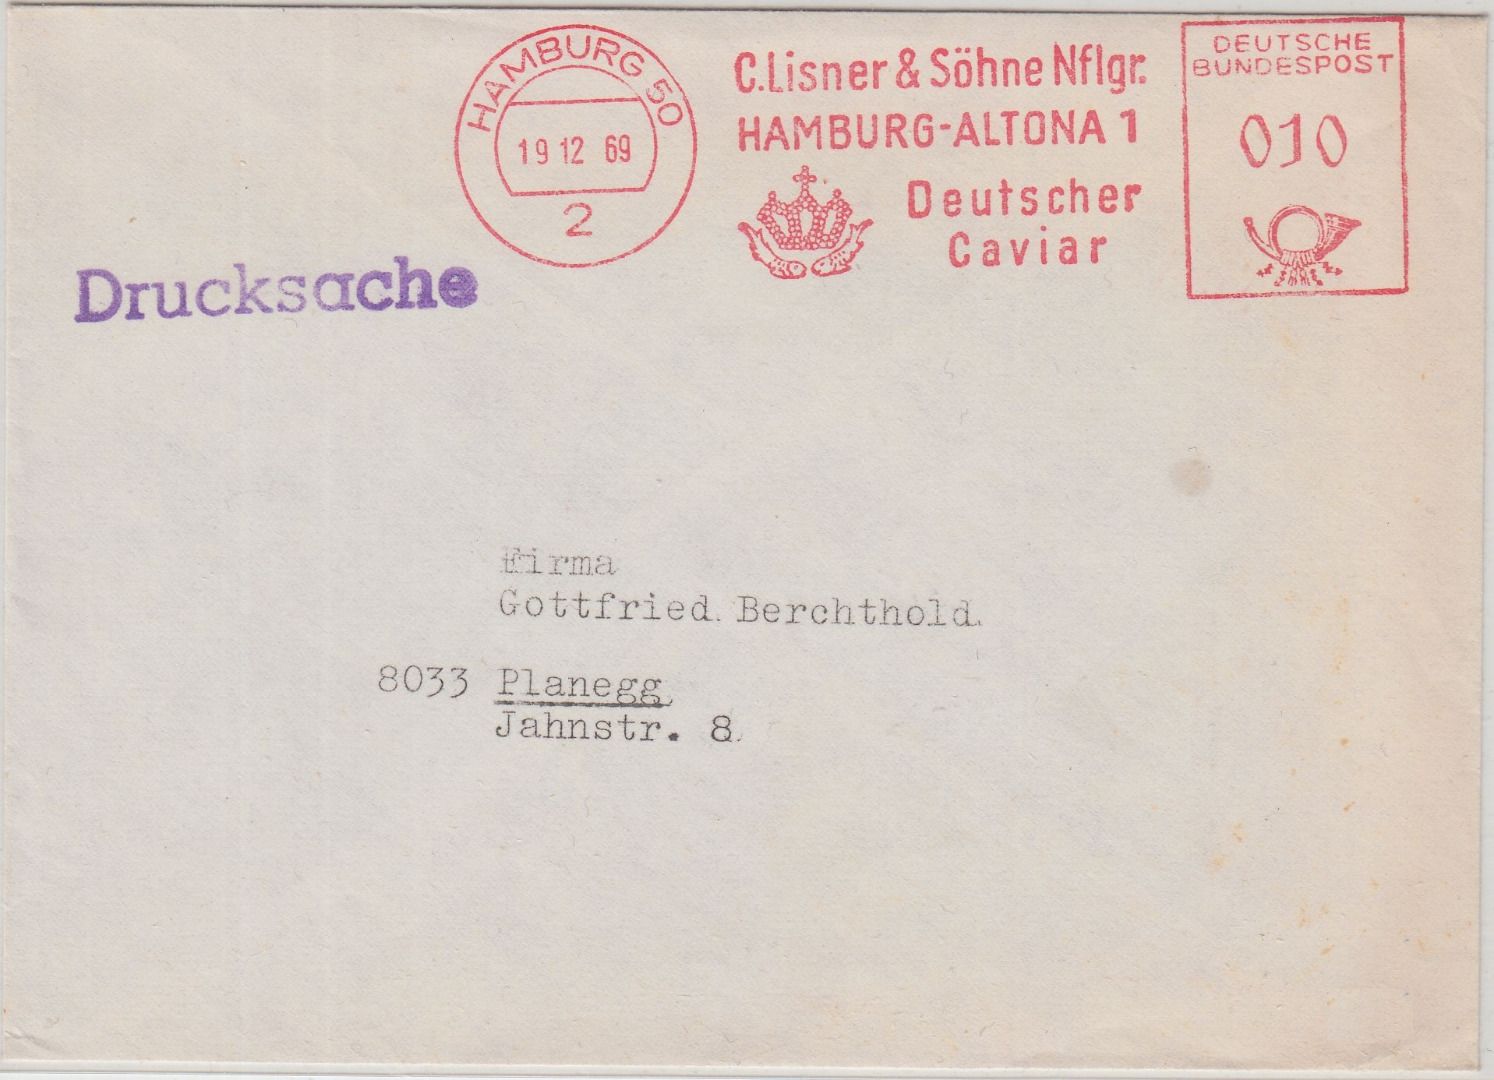 HAMBURG 50
19 12 69
2
C.Lisner & Söhne Nflgr.
HAMBURG-ALTONA 1
Deutscher
Caviar
DEUTSCHE
BUNDESPOST
010
Drucksache
Firma
Gottfried Berchthold
8033 Planegg
Jahnstr. 8